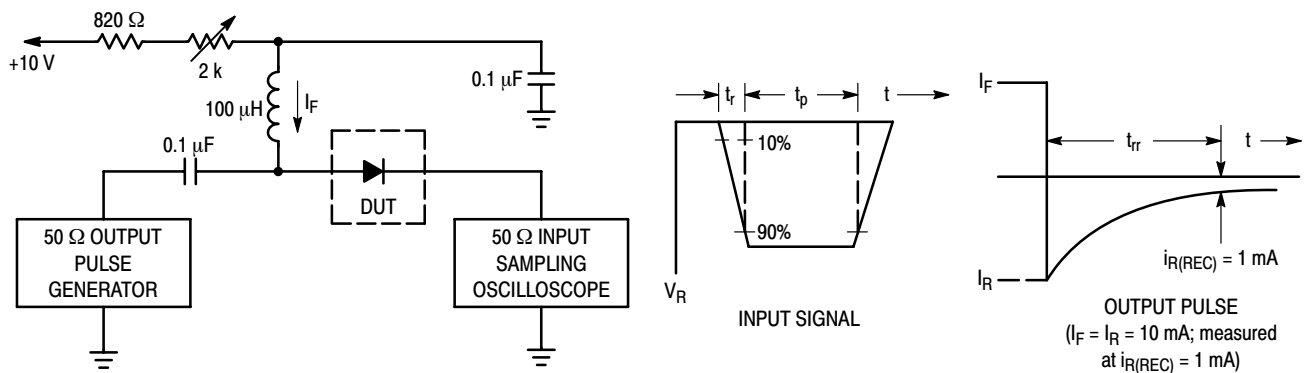 820 Ω
+10 V
2 k
100 μH
I_F
0.1 μF
0.1 μF
DUT
50 Ω OUTPUT
PULSE
GENERATOR
50 Ω INPUT
SAMPLING
OSCILLOSCOPE
t_r
t_p
t
10%
90%
V_R
INPUT SIGNAL
I_F
t_rr
t
I_R
i_R(REC) = 1 mA
OUTPUT PULSE
(I_F = I_R = 10 mA; measured
at i_R(REC) = 1 mA)